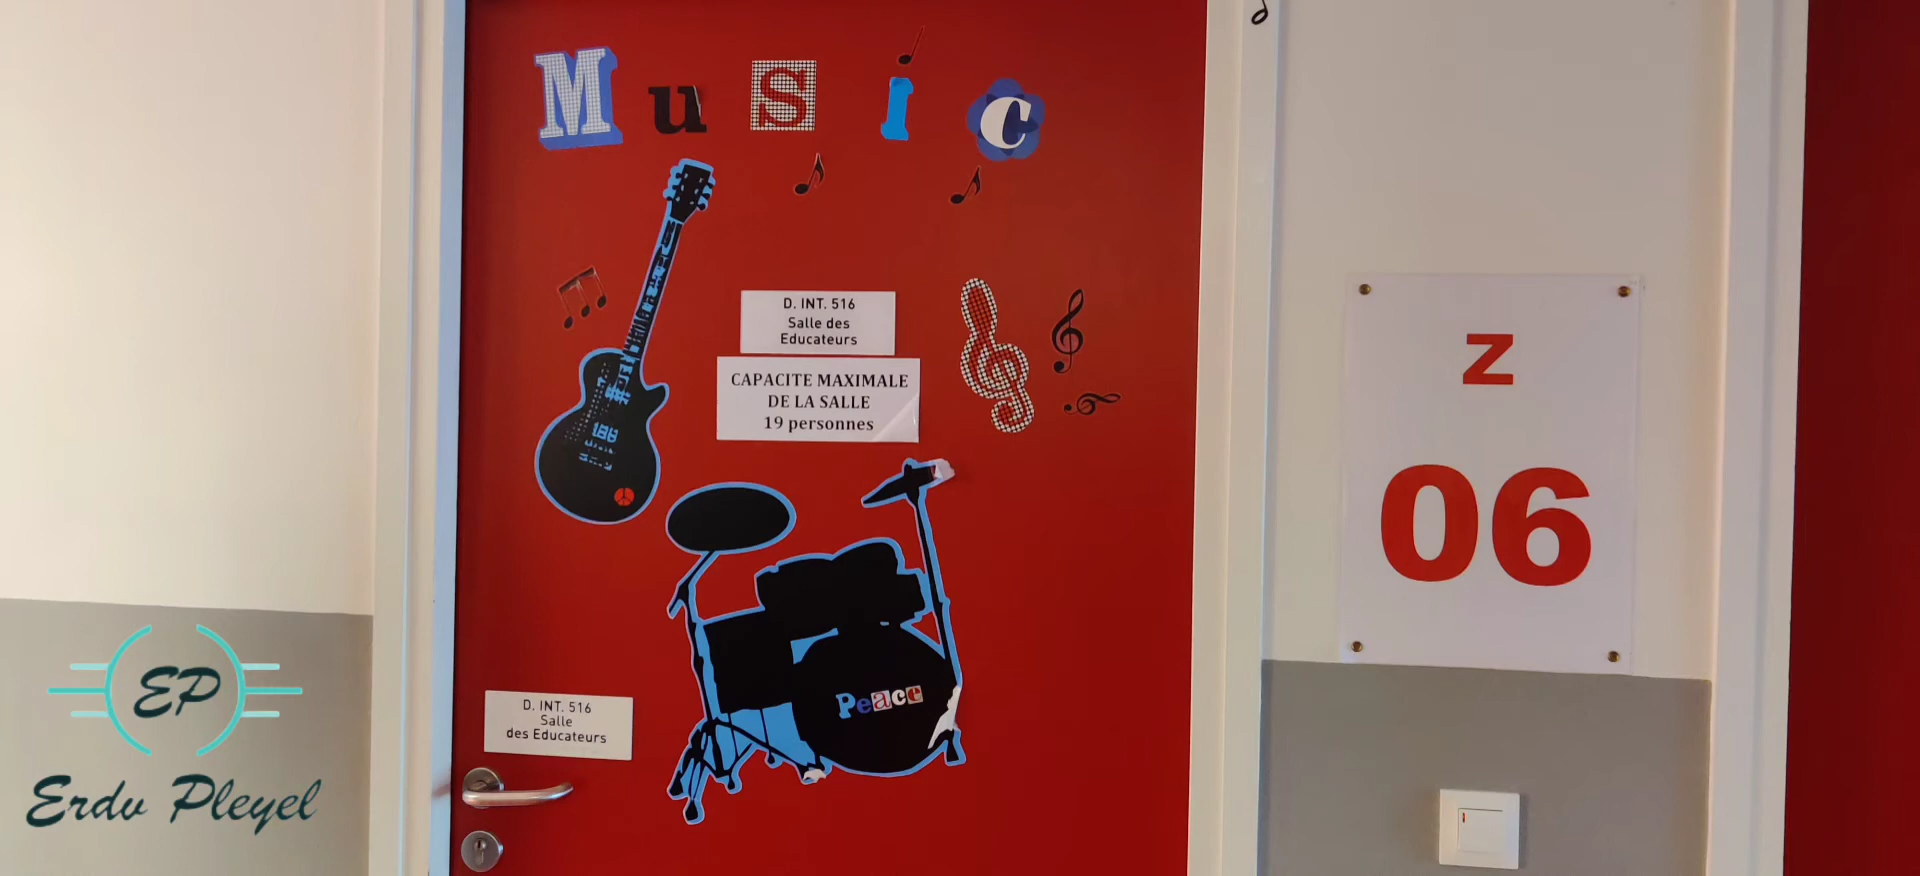 Music
D. INT. 516
Salle des
Educateurs
CAPACITE MAXIMALE
DE LA SALLE
19 personnes
Peace
D. INT. 516
Salle
des Educateurs
z
06
EP
Erdv Pleyel